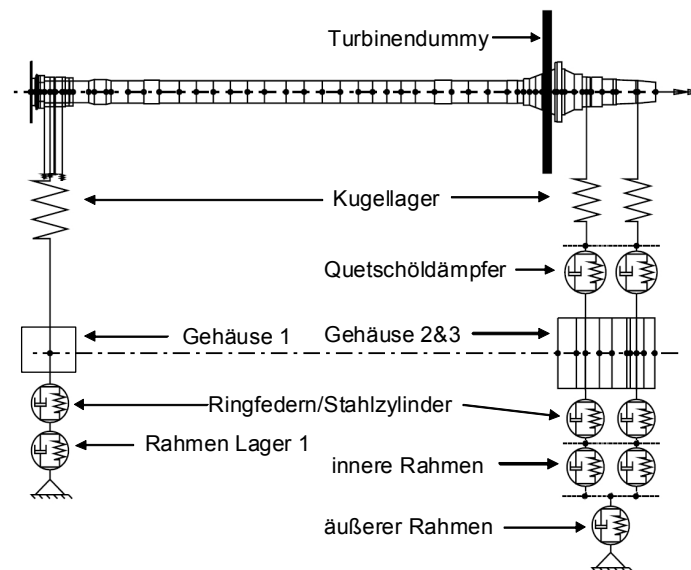 Turbinendummy
Kugellager
Quetschöldämpfer
Gehäuse 1
Gehäuse 2&3
Ringfedern/Stahlzylinder
Rahmen Lager 1
innere Rahmen
äußerer Rahmen